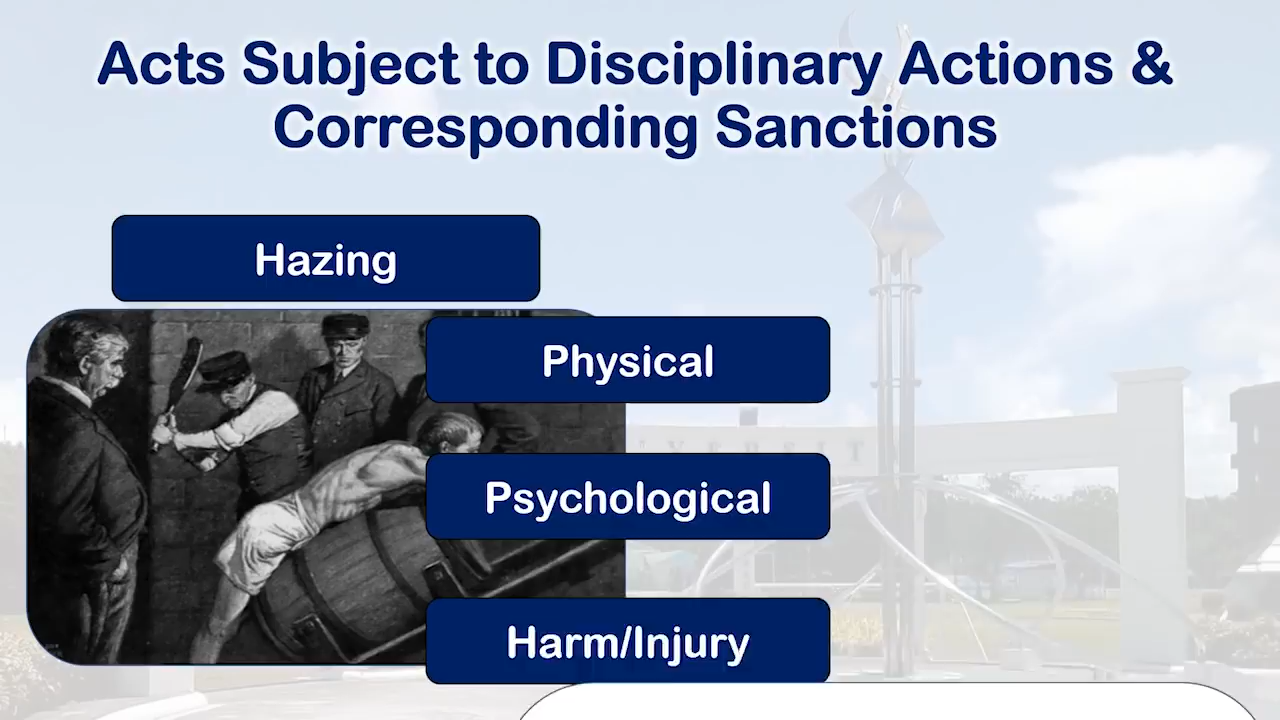 Acts Subject to Disciplinary Actions &
Corresponding Sanctions
Hazing
Physical
Psychological
Harm/Injury